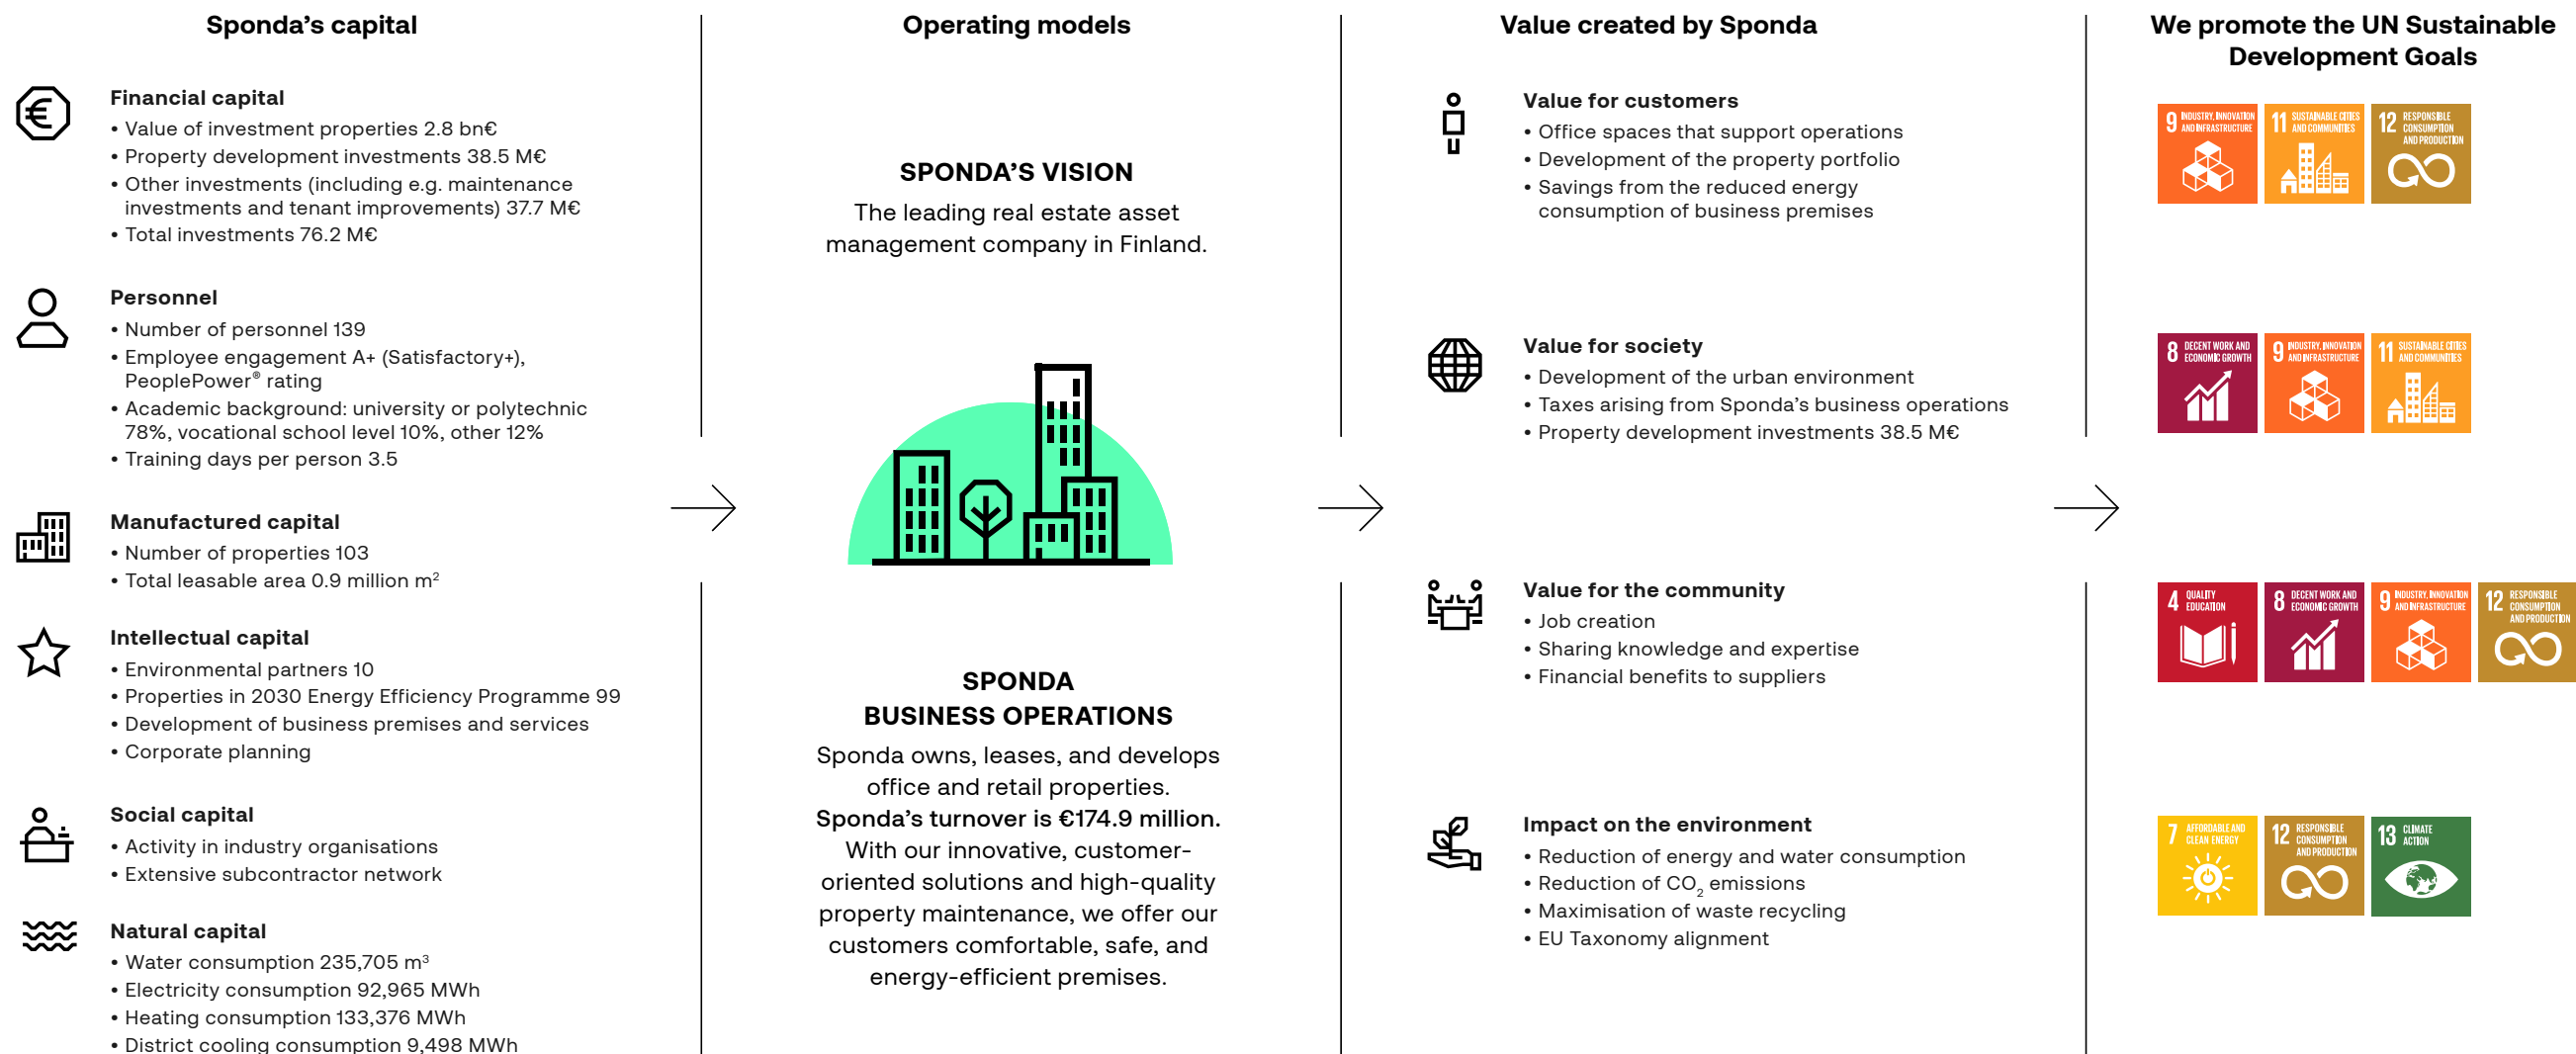 Sponda’s capital
Financial capital
• Value of investment properties 2.8 bn€
• Property development investments 38.5 M€
• Other investments (including e.g. maintenance
investments and tenant improvements) 37.7 M€
• Total investments 76.2 M€
Personnel
• Number of personnel 139
• Employee engagement A+ (Satisfactory+),
PeoplePower® rating
• Academic background: university or polytechnic
78%, vocational school level 10%, other 12%
• Training days per person 3.5
Manufactured capital
• Number of properties 103
• Total leasable area 0.9 million m²
Intellectual capital
• Environmental partners 10
• Properties in 2030 Energy Efficiency Programme 99
• Development of business premises and services
• Corporate planning
Social capital
• Activity in industry organisations
• Extensive subcontractor network
Natural capital
• Water consumption 235,705 m³
• Electricity consumption 92,965 MWh
• Heating consumption 133,376 MWh
• District cooling consumption 9,498 MWh
Operating models
SPONDA’S VISION
The leading real estate asset
management company in Finland.
SPONDA
BUSINESS OPERATIONS
Sponda owns, leases, and develops
office and retail properties.
Sponda’s turnover is €174.9 million.
With our innovative, customer-
oriented solutions and high-quality
property maintenance, we offer our
customers comfortable, safe, and
energy-efficient premises.
Value created by Sponda
Value for customers
• Office spaces that support operations
• Development of the property portfolio
• Savings from the reduced energy
consumption of business premises
Value for society
• Development of the urban environment
• Taxes arising from Sponda’s business operations
• Property development investments 38.5 M€
Value for the community
• Job creation
• Sharing knowledge and expertise
• Financial benefits to suppliers
Impact on the environment
• Reduction of energy and water consumption
• Reduction of CO₂ emissions
• Maximisation of waste recycling
• EU Taxonomy alignment
We promote the UN Sustainable
Development Goals
9 INDUSTRY, INNOVATION
AND INFRASTRUCTURE
11 SUSTAINABLE CITIES
AND COMMUNITIES
12 RESPONSIBLE
CONSUMPTION
AND PRODUCTION
8 DECENT WORK AND
ECONOMIC GROWTH
9 INDUSTRY, INNOVATION
AND INFRASTRUCTURE
11 SUSTAINABLE CITIES
AND COMMUNITIES
4 QUALITY
EDUCATION
8 DECENT WORK AND
ECONOMIC GROWTH
9 INDUSTRY, INNOVATION
AND INFRASTRUCTURE
12 RESPONSIBLE
CONSUMPTION
AND PRODUCTION
7 AFFORDABLE AND
CLEAN ENERGY
12 RESPONSIBLE
CONSUMPTION
AND PRODUCTION
13 CLIMATE
ACTION